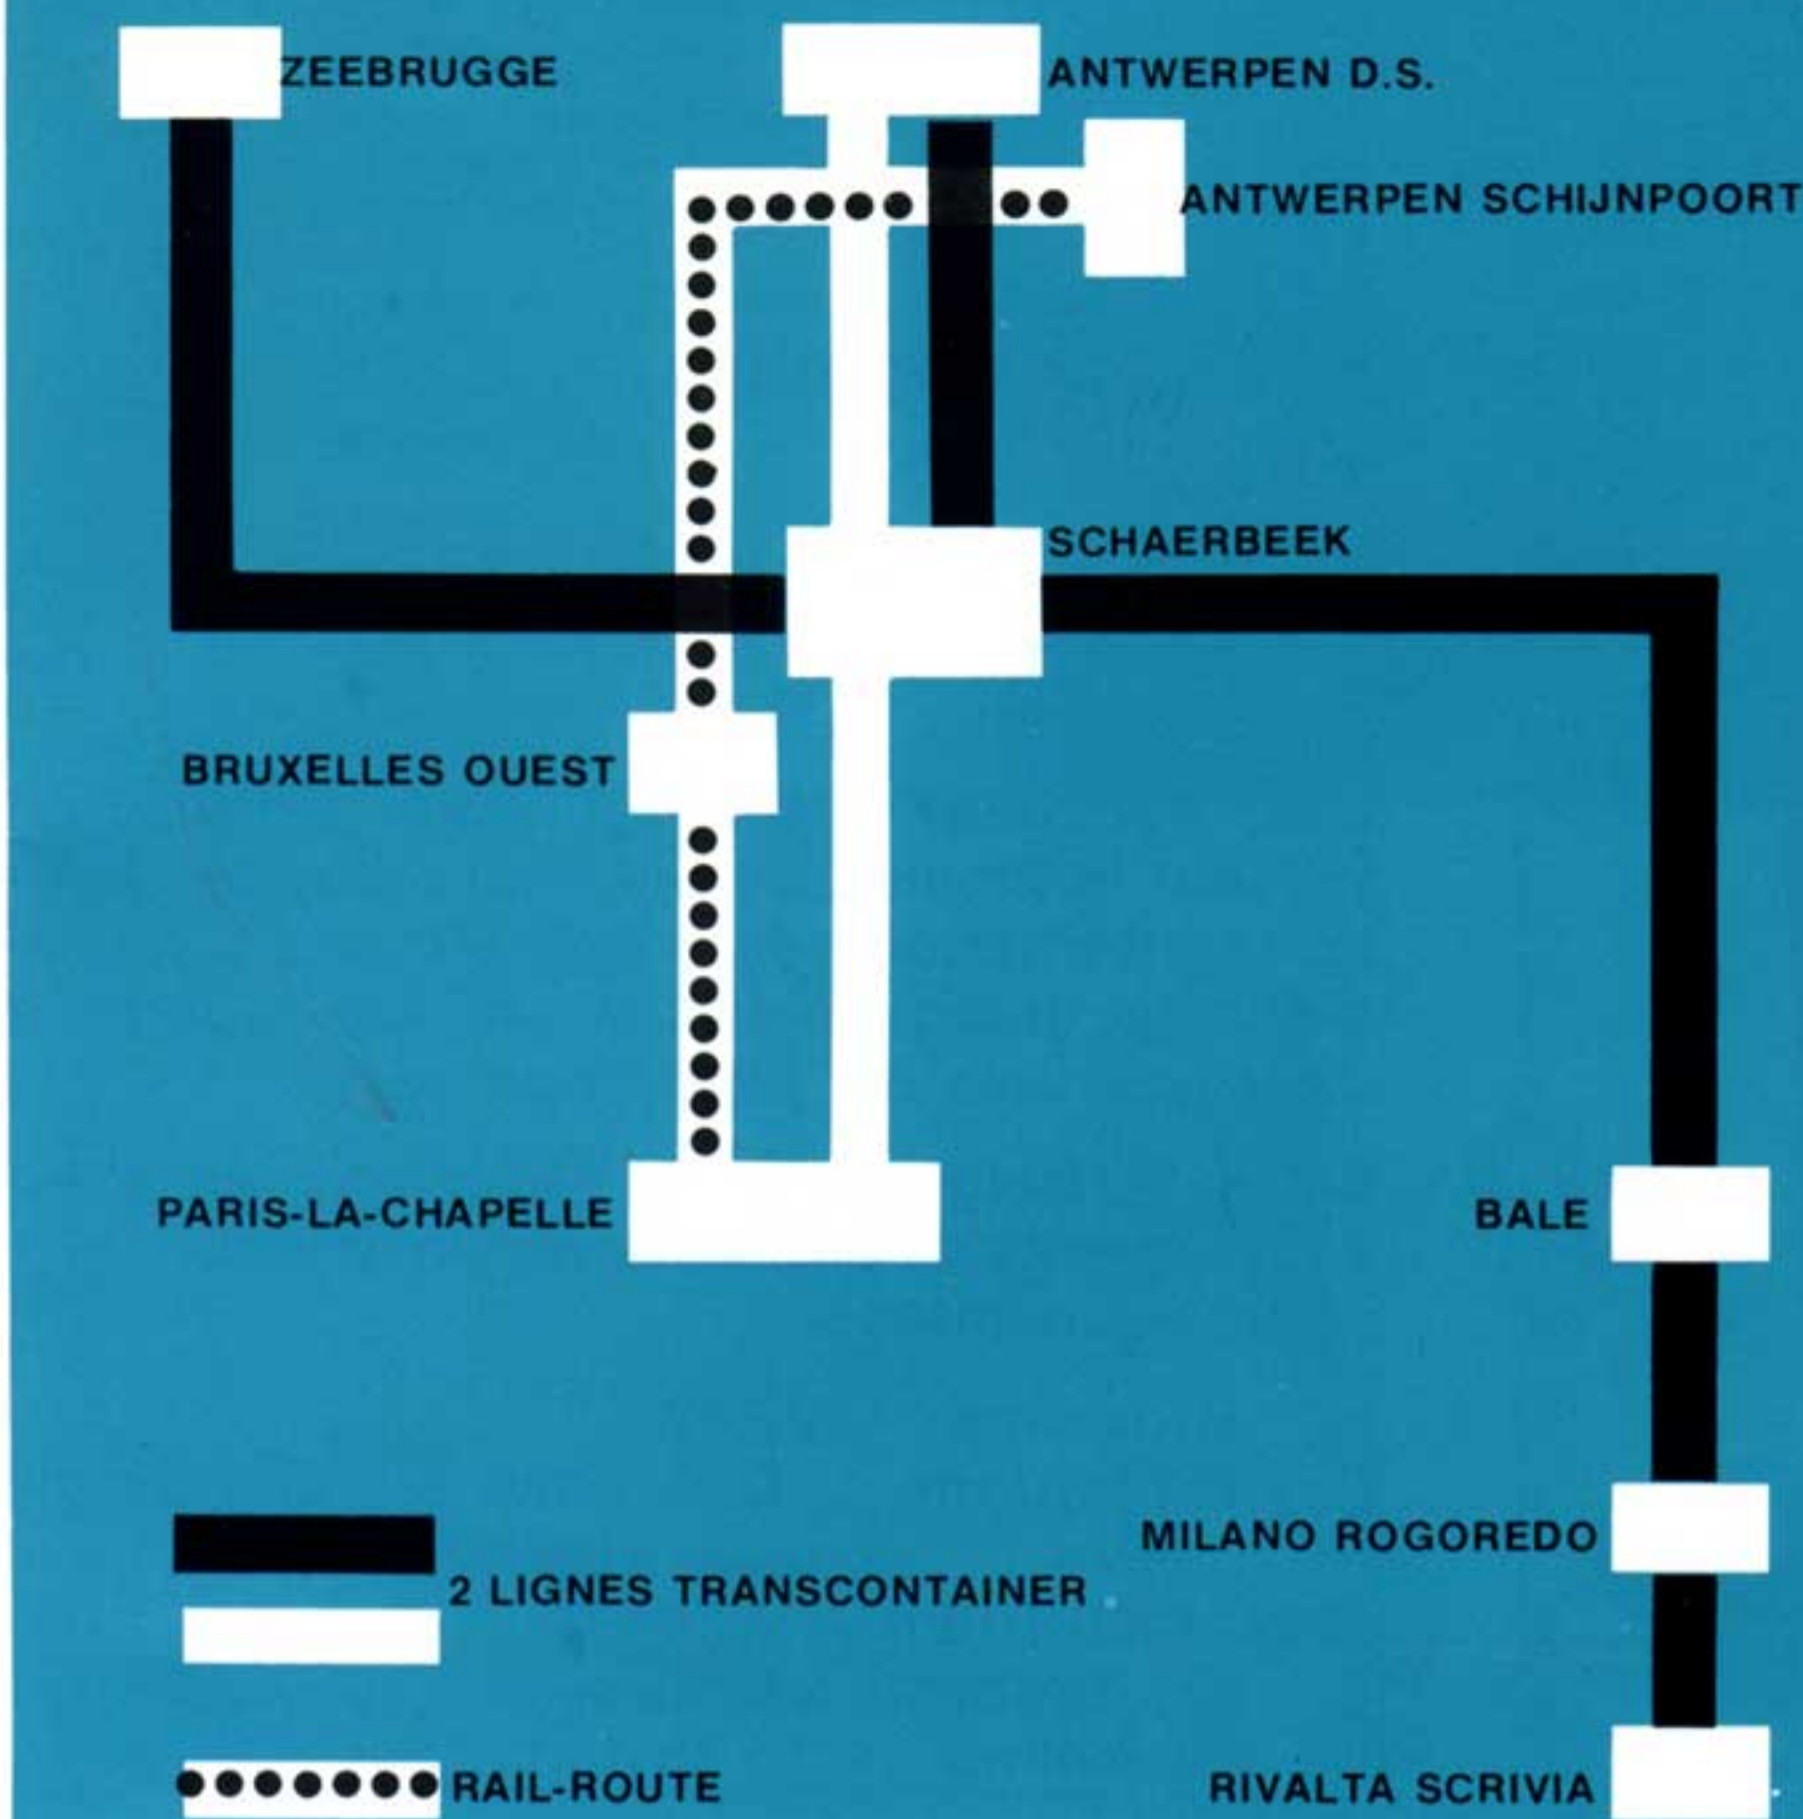 ZEEBRUGGE
ANTWERPEN D.S.
ANTWERPEN SCHIJNPOORT
SCHAERBEEK
BRUXELLES OUEST
PARIS-LA-CHAPELLE
BALE
MILANO ROGOREDO
2 LIGNES TRANSCONTAINER
RAIL-ROUTE
RIVALTA SCRIVIA